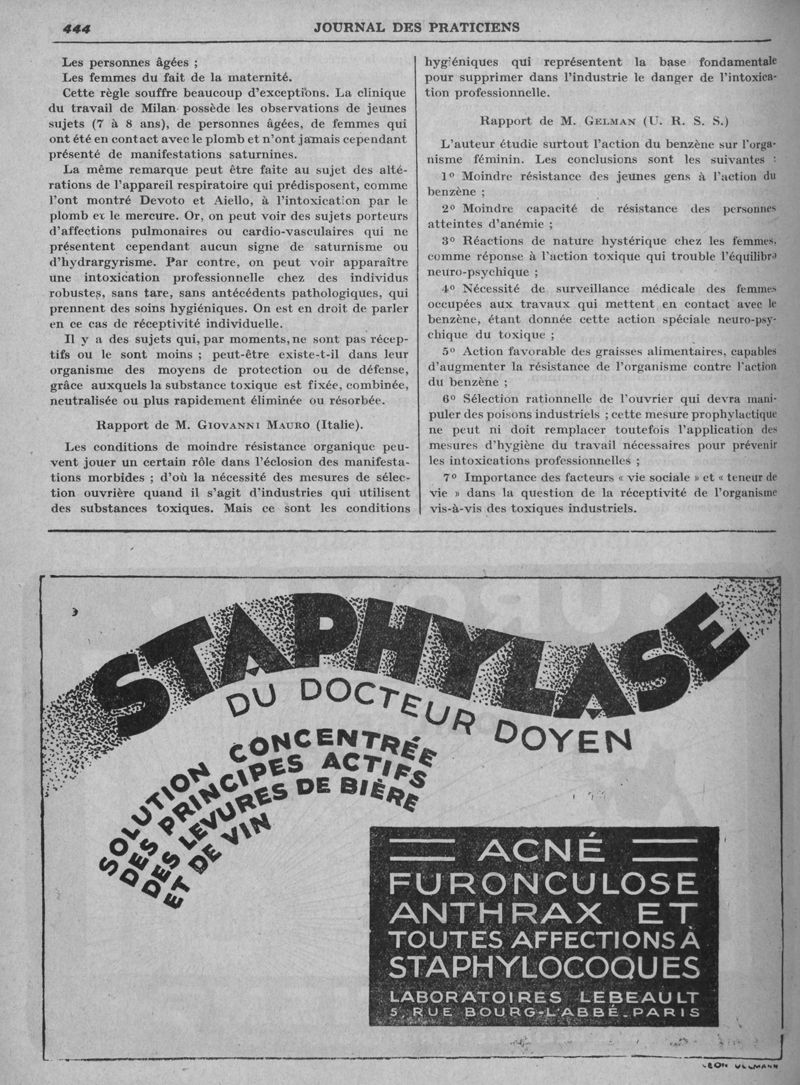 444
JOURNAL DES PRATICIENS
Les personnes âgées ;
Les femmes du fait de la maternité.
Cette règle souffre beaucoup d'exceptions. La clinique
du travail de Milan possède les observations de jeunes
sujets (7 à 8 ans), de personnes âgées, de femmes qui
ont été en contact avec le plomb et n'ont jamais cependant
présenté de manifestations saturnines.
La même remarque peut être faite au sujet des alté-
rations de l'appareil respiratoire qui prédisposent, comme
l'ont montré Devoto et Aiello, à l'intoxication par le
plomb et le mercure. Or, on peut voir des sujets porteurs
d'affections pulmonaires ou cardio-vasculaires qui ne
présentent cependant aucun signe de saturnisme ou
d'hydrargyrisme. Par contre, on peut voir apparaître
une intoxication professionnelle chez des individus
robustes, sans tare, sans antécédents pathologiques, qui
prennent des soins hygiéniques. On est en droit de parler
en ce cas de réceptivité individuelle.
Il y a des sujets qui, par moments, ne sont pas récep-
tifs ou le sont moins ; peut-être existe-t-il dans leur
organisme des moyens de protection ou de défense,
grâce auxquels la substance toxique est fixée, combinée,
neutralisée ou plus rapidement éliminée ou résorbée.
Rapport de M. GIOVANNI MAURO (Italie).
Les conditions de moindre résistance organique peu-
vent jouer un certain rôle dans l'éclosion des manifesta-
tions morbides ; d'où la nécessité des mesures de sélec-
tion ouvrière quand il s'agit d'industries qui utilisent
des substances toxiques. Mais ce sont les conditions
hygiéniques qui représentent la base fondamentale
pour supprimer dans l'industrie le danger de l'intoxica-
tion professionnelle.
Rapport de M. GELMAN (U. R. S. S.)
L'auteur étudie surtout l'action du benzène sur l'orga-
nisme féminin. Les conclusions sont les suivantes :
1° Moindre résistance des jeunes gens à l'action du
benzène ;
2° Moindre capacité de résistance des personnes
atteintes d'anémie ;
3° Réactions de nature hystérique chez les femmes,
comme réponse à l'action toxique qui trouble l'équilibre
neuro-psychique ;
4° Nécessité de surveillance médicale des femmes
occupées aux travaux qui mettent en contact avec le
benzène, étant donnée cette action spéciale neuro-psy-
chique du toxique ;
5° Action favorable des graisses alimentaires, capables
d'augmenter la résistance de l'organisme contre l'action
du benzène ;
6° Sélection rationnelle de l'ouvrier qui devra mani-
puler des poisons industriels ; cette mesure prophylactique
ne peut ni doit remplacer toutefois l'application des
mesures d'hygiène du travail nécessaires pour prévenir
les intoxications professionnelles ;
7° Importance des facteurs « vie sociale » et « teneur de
vie » dans la question de la réceptivité de l'organisme
vis-à-vis des toxiques industriels.
STAPHYLASE
DU DOCTEUR DOYEN
SOLUTION CONCENTRÉE
DES PRINCIPES ACTIFS
DES LEVURES DE BIÈRE
ET DE VIN
ACNÉ
FURONCULOSE
ANTHRAX ET
TOUTES AFFECTIONS À
STAPHYLOCOQUES
LABORATOIRES LEBEAULT
5, RUE BOURG-L'ABBÉ_PARIS
LÉON ULLMANN